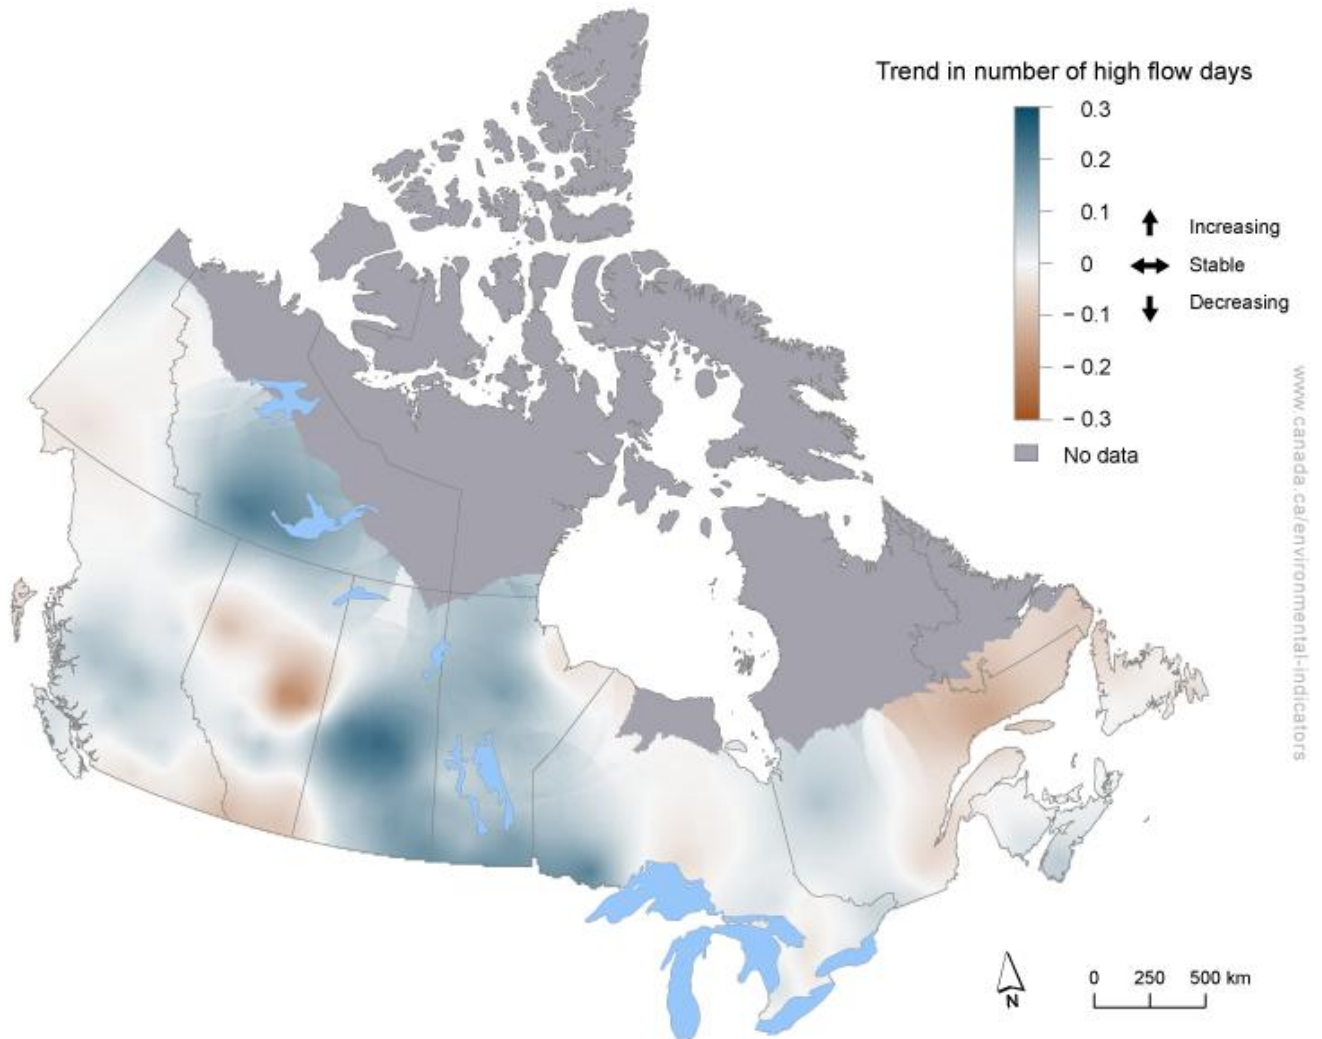 Trend in number of high flow days
0.3
0.2
0.1
Increasing
0
Stable
Decreasing
− 0.1
− 0.2
− 0.3
No data
www.canada.ca/environmental-indicators
N
0 250 500 km